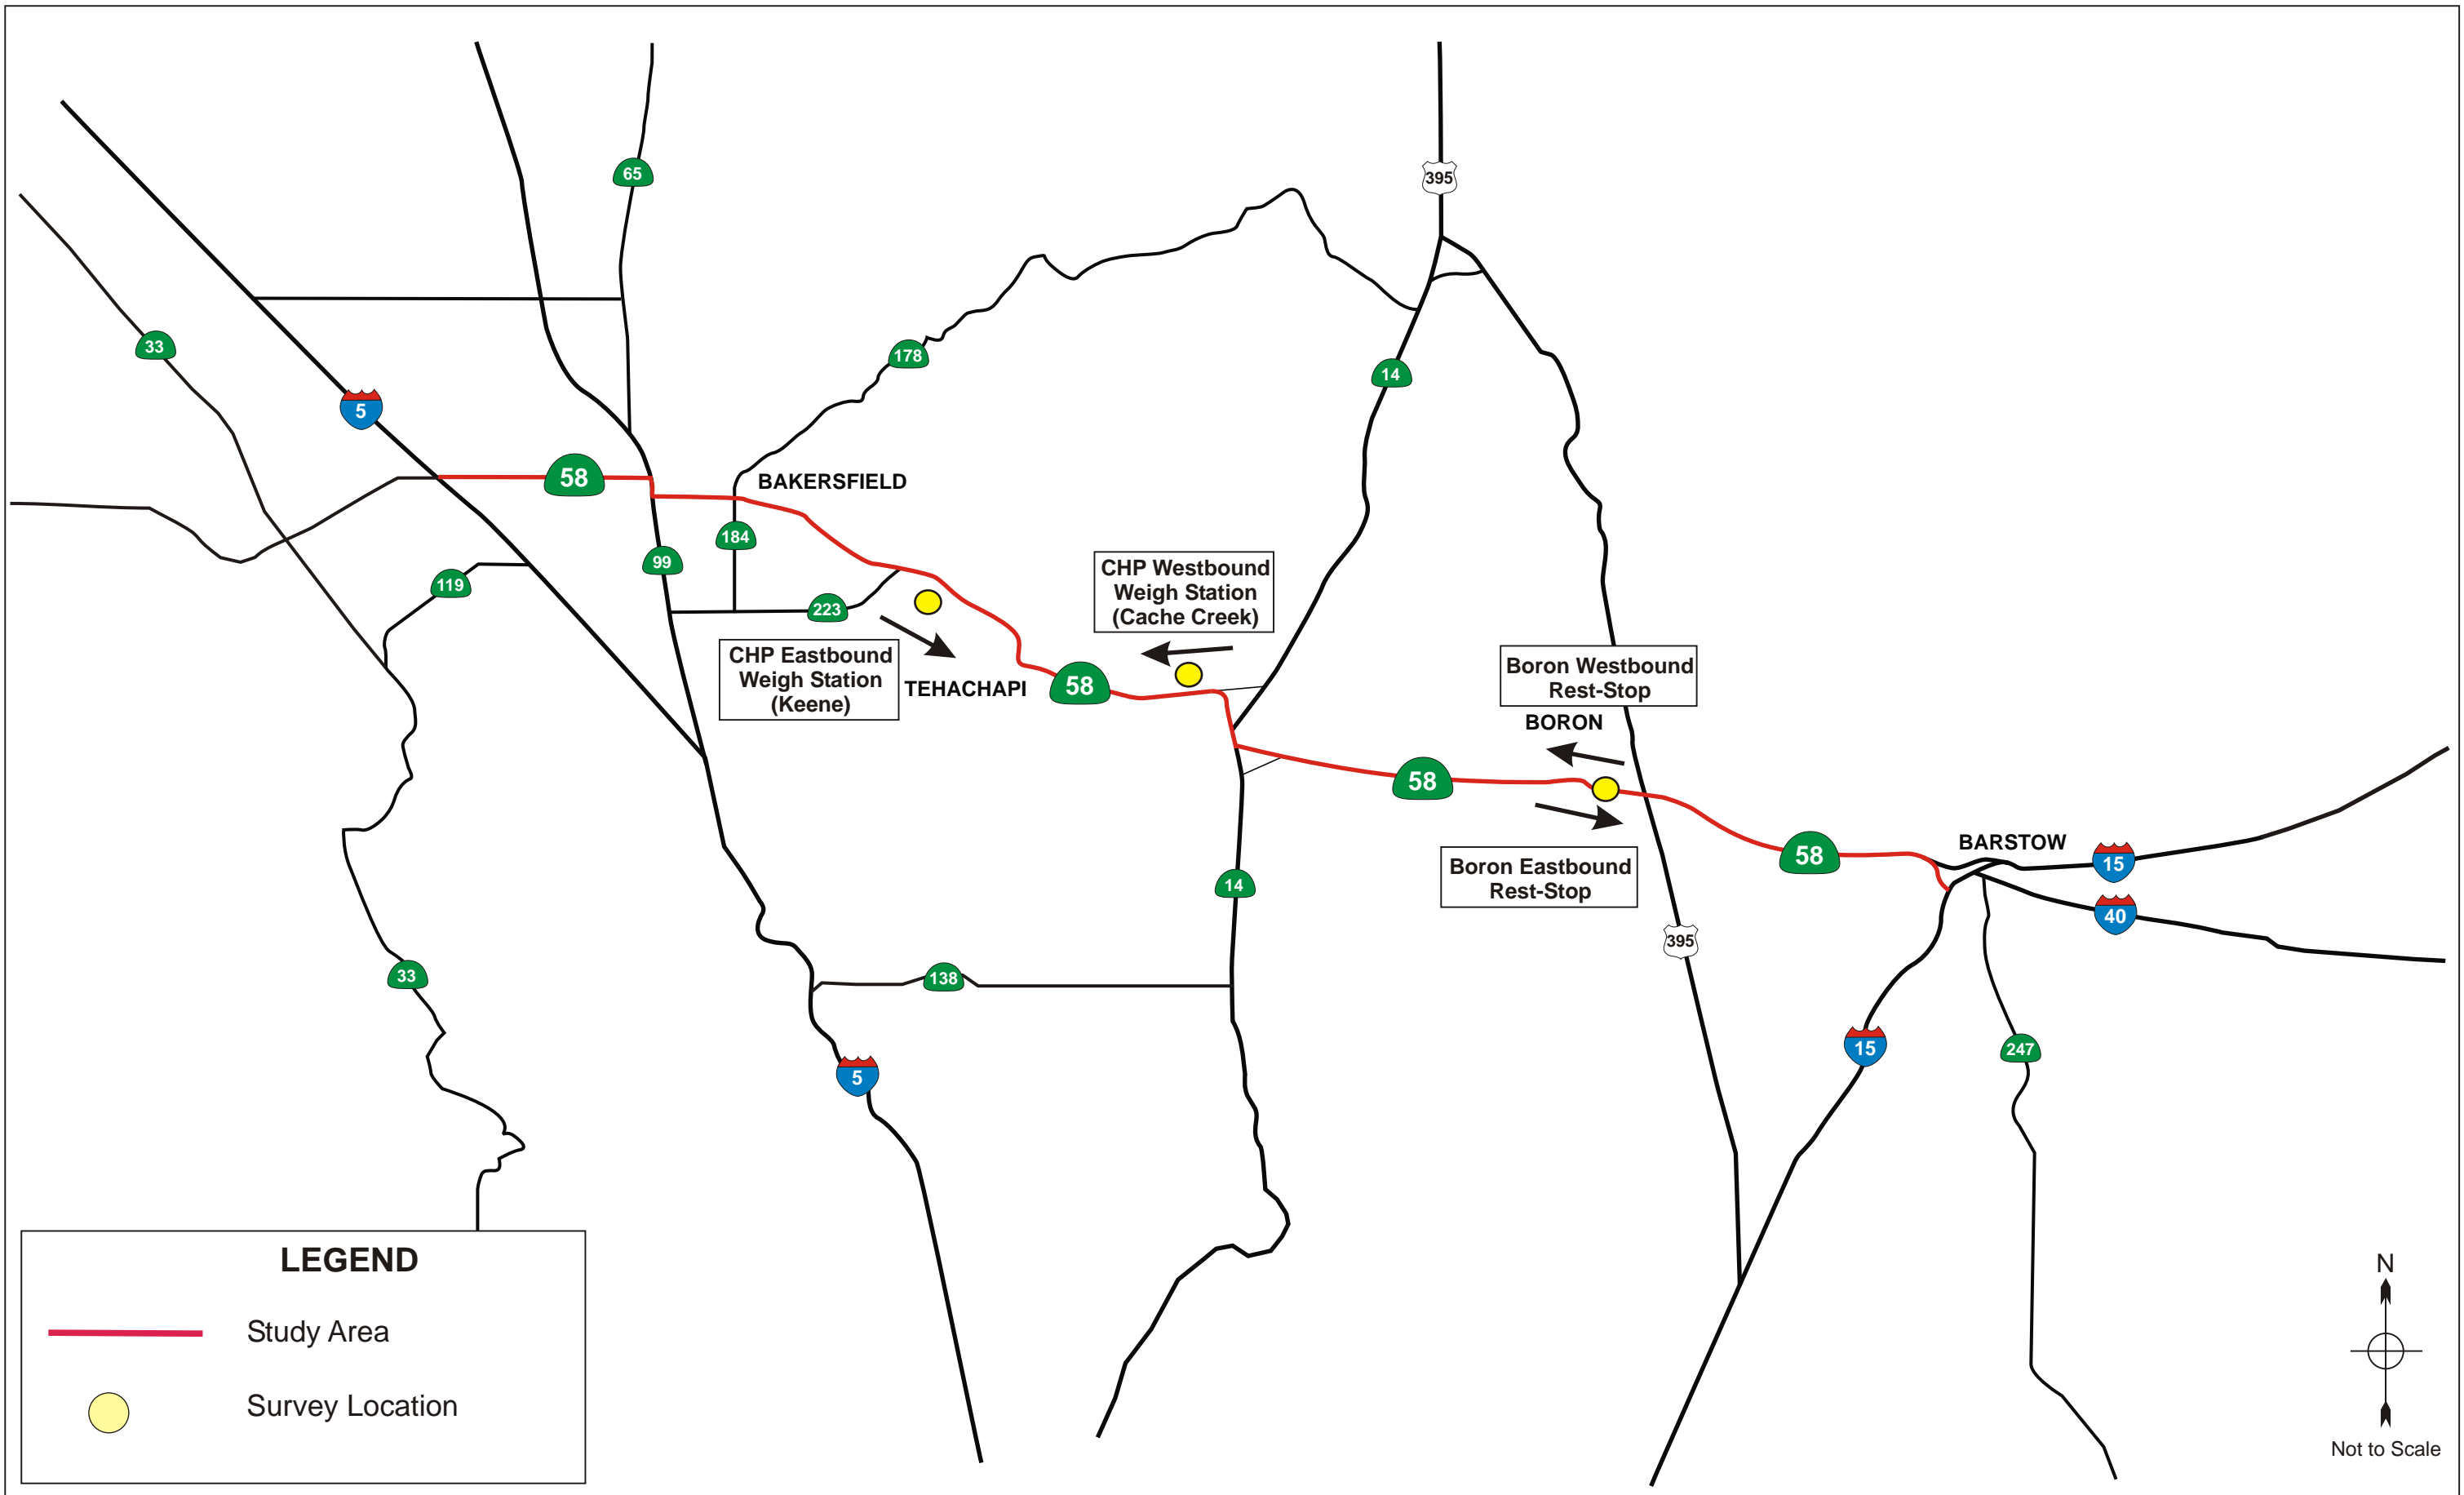 65
395
33
178
14
5
58
BAKERSFIELD
184
99
119
223
CHP Westbound
Weigh Station
(Cache Creek)
CHP Eastbound
Weigh Station
(Keene)
TEHACHAPI
58
Boron Westbound
Rest-Stop
BORON
58
Boron Eastbound
Rest-Stop
58
BARSTOW
15
40
14
395
33
138
5
15
247
LEGEND
Study Area
Survey Location
N
Not to Scale